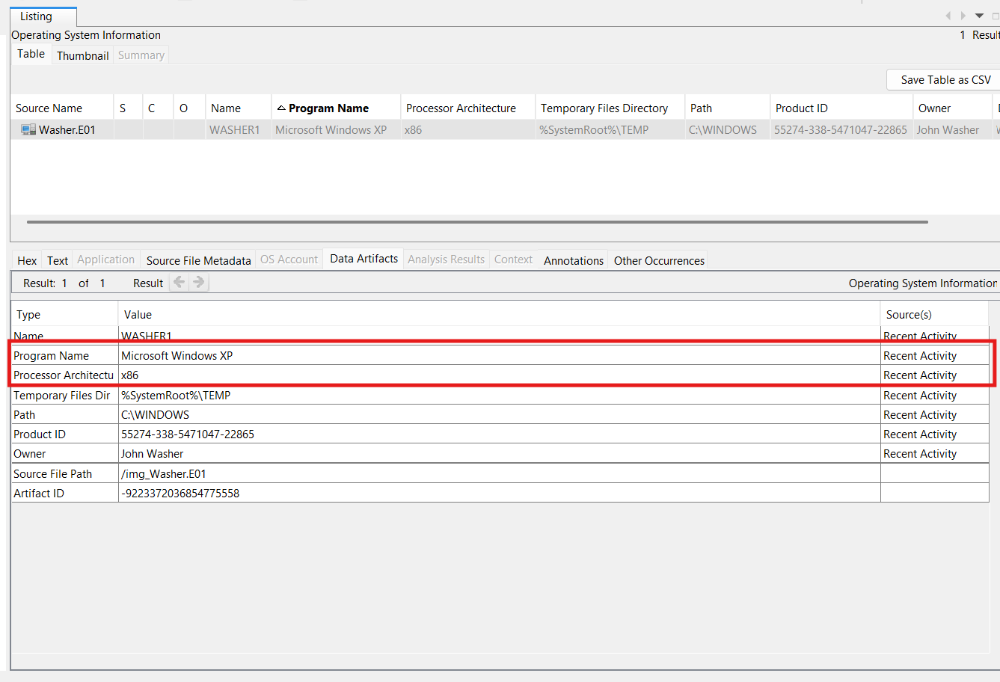 Listing
Operating System Information
1 Result
Table Thumbnail Summary
Save Table as CSV
Source Name S C O Name Program Name Processor Architecture Temporary Files Directory Path Product ID Owner
Washer.E01 WASHER1 Microsoft Windows XP x86 %SystemRoot%\TEMP C:\WINDOWS 55274-338-5471047-22865 John Washer
Hex Text Application Source File Metadata OS Account Data Artifacts Analysis Results Context Annotations Other Occurrences
Result: 1 of 1 Result Operating System Information
Type Value Source(s)
Name WASHER1 Recent Activity
Program Name Microsoft Windows XP Recent Activity
Processor Architectu x86 Recent Activity
Temporary Files Dir %SystemRoot%\TEMP Recent Activity
Path C:\WINDOWS Recent Activity
Product ID 55274-338-5471047-22865 Recent Activity
Owner John Washer Recent Activity
Source File Path /img_Washer.E01
Artifact ID -9223372036854775558